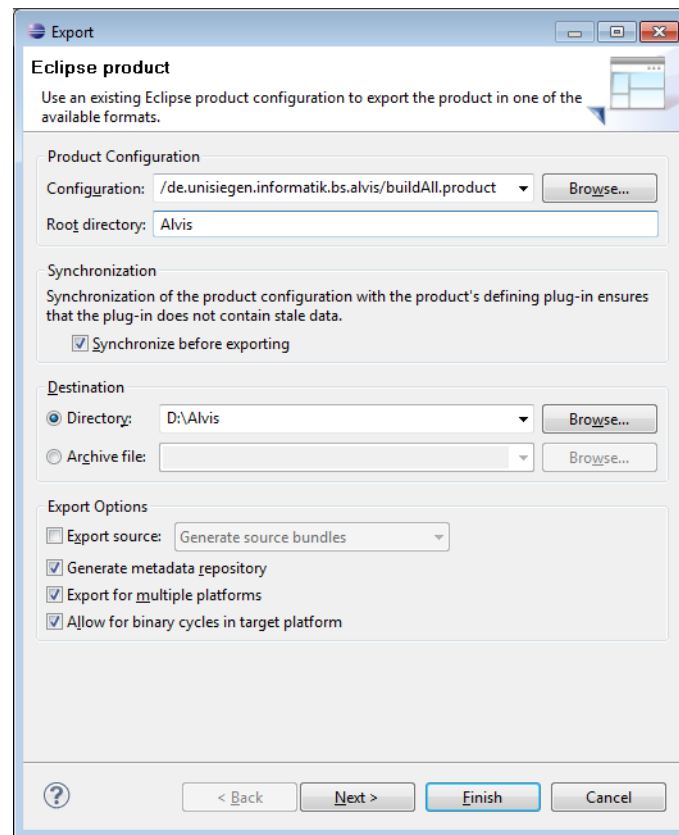 Export
Eclipse product
Use an existing Eclipse product configuration to export the product in one of the
available formats.
Product Configuration
Configuration: /de.unisiegen.informatik.bs.alvis/buildAll.product Browse...
Root directory: Alvis
Synchronization
Synchronization of the product configuration with the product's defining plug-in ensures
that the plug-in does not contain stale data.
Synchronize before exporting
Destination
Directory: D:\Alvis Browse...
Archive file: Browse...
Export Options
Export source: Generate source bundles
Generate metadata repository
Export for multiple platforms
Allow for binary cycles in target platform
? < Back Next > Finish Cancel